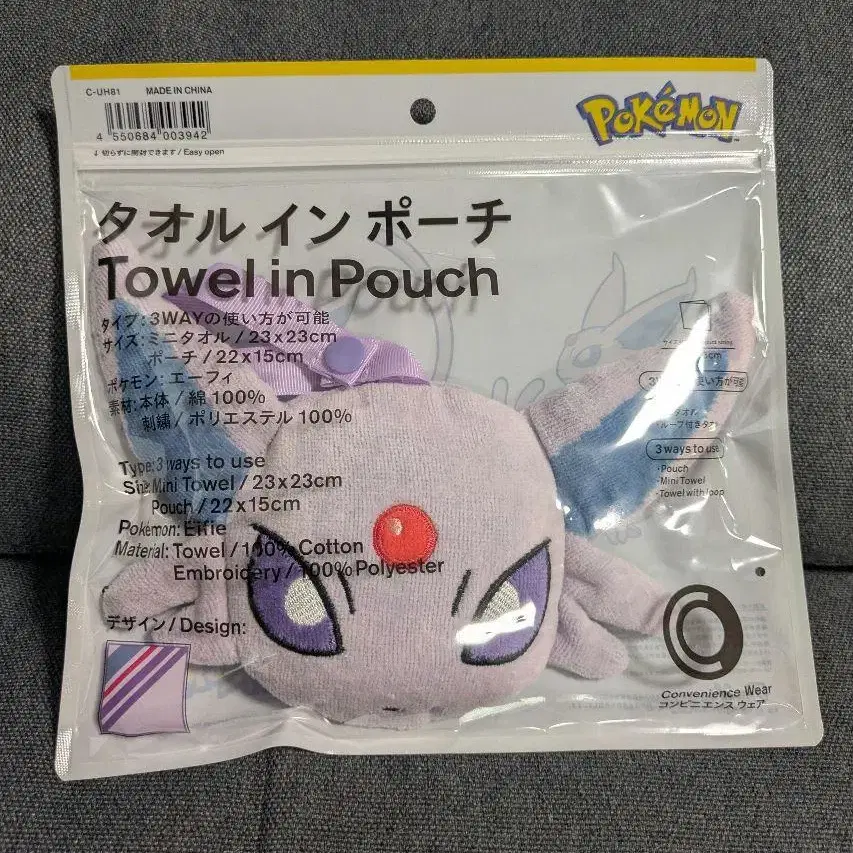 C-UH81 MADE IN CHINA
4 550684 003942
↓ 切らずに開封できます / Easy open
POKéMON
タオル イン ポーチ
Towel in Pouch
タイプ: 3WAYの使い方が可能
サイズ: ミニタオル / 23x23cm
ポーチ / 22x15cm
ポケモン: エーフィ
素材: 本体 / 綿 100%
刺繍 / ポリエステル 100%
Type: 3 ways to use
Size: Mini Towel / 23x23cm
Pouch / 22x15cm
Pokémon: Eifie
Material: Towel / 100% Cotton
Embroidery / 100% Polyester
デザイン / Design:
3ways to use
·Pouch
·Mini Towel
·Towel with loop
Convenience Wear
コンビニエンス ウェア